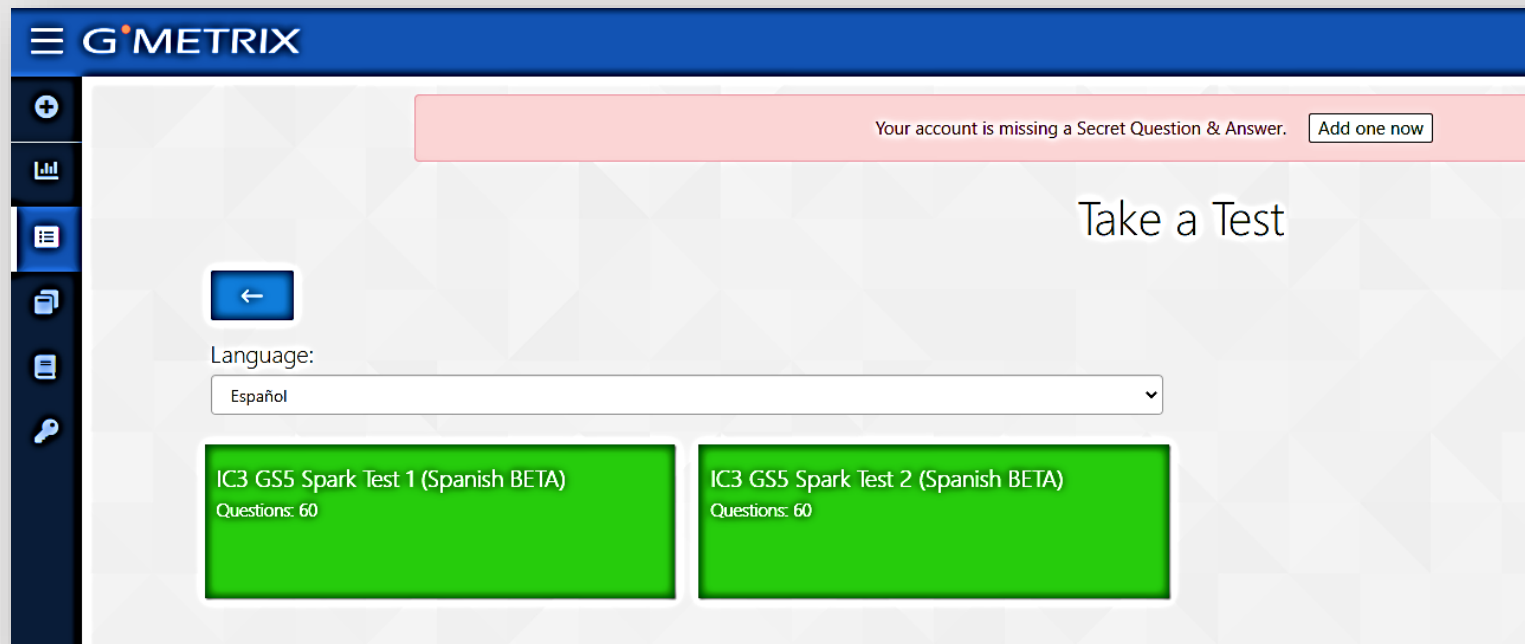 GMETRIX
Your account is missing a Secret Question & Answer. Add one now
Take a Test
Language:
Español
IC3 GS5 Spark Test 1 (Spanish BETA)
Questions: 60
IC3 GS5 Spark Test 2 (Spanish BETA)
Questions: 60